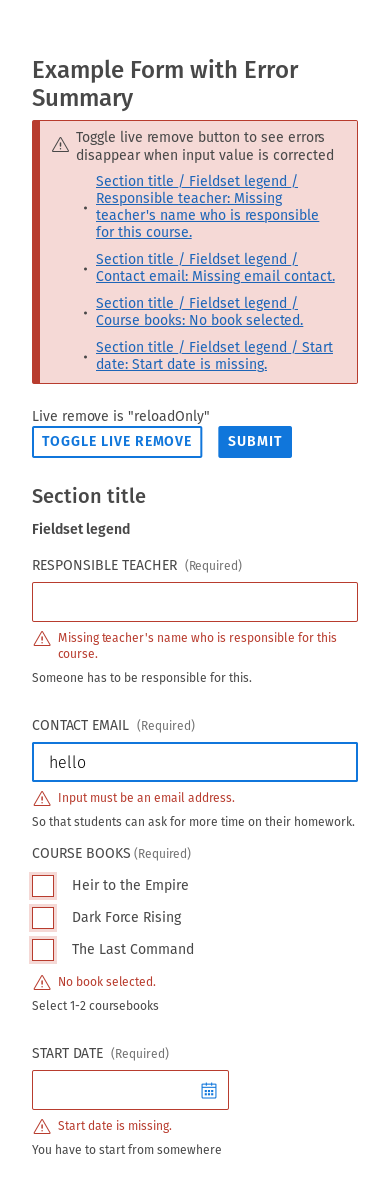 Example Form with Error
Summary
Toggle live remove button to see errors
disappear when input value is corrected
Section title / Fieldset legend /
Responsible teacher: Missing
teacher's name who is responsible
for this course.
Section title / Fieldset legend /
Contact email: Missing email contact.
Section title / Fieldset legend /
Course books: No book selected.
Section title / Fieldset legend / Start
date: Start date is missing.
Live remove is "reloadOnly"
TOGGLE LIVE REMOVE SUBMIT
Section title
Fieldset legend
RESPONSIBLE TEACHER (Required)
Missing teacher's name who is responsible for this
course.
Someone has to be responsible for this.
CONTACT EMAIL (Required)
hello
Input must be an email address.
So that students can ask for more time on their homework.
COURSE BOOKS (Required)
Heir to the Empire
Dark Force Rising
The Last Command
No book selected.
Select 1-2 coursebooks
START DATE (Required)
Start date is missing.
You have to start from somewhere